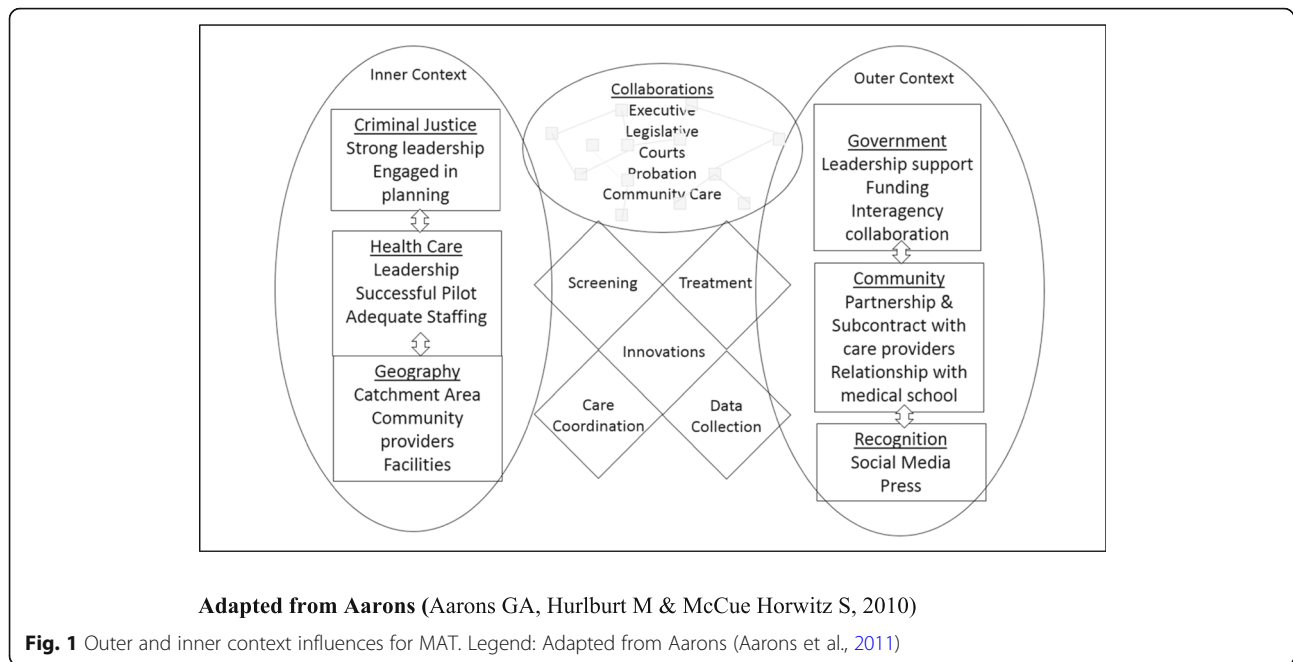 Inner Context
Criminal Justice
Strong leadership
Engaged in
planning
Health Care
Leadership
Successful Pilot
Adequate Staffing
Geography
Catchment Area
Community
providers
Facilities
Collaborations
Executive
Legislative
Courts
Probation
Community Care
Screening
Treatment
Innovations
Care
Coordination
Data
Collection
Outer Context
Government
Leadership support
Funding
Interagency
collaboration
Community
Partnership &
Subcontract with
care providers
Relationship with
medical school
Recognition
Social Media
Press
Adapted from Aarons (Aarons GA, Hurlburt M & McCue Horwitz S, 2010)
Fig. 1 Outer and inner context influences for MAT. Legend: Adapted from Aarons (Aarons et al., 2011)